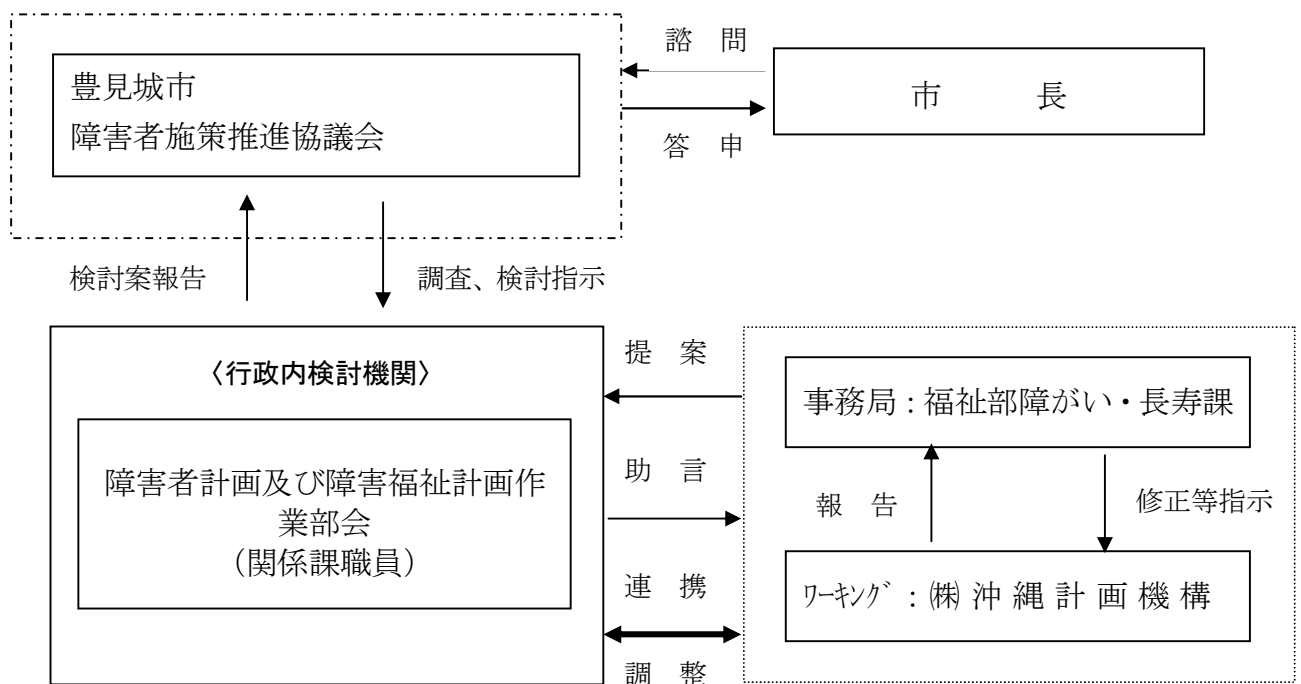 諮 問
豊見城市
障害者施策推進協議会
市 長
答 申
検討案報告
調査、検討指示
提 案
〈行政内検討機関〉
事務局：福祉部障がい・長寿課
障害者計画及び障害福祉計画作
業部会
（関係課職員）
助 言
報 告
修正等指示
連 携
ﾜｰｷﾝｸﾞ：㈱ 沖 縄 計 画 機 構
調 整